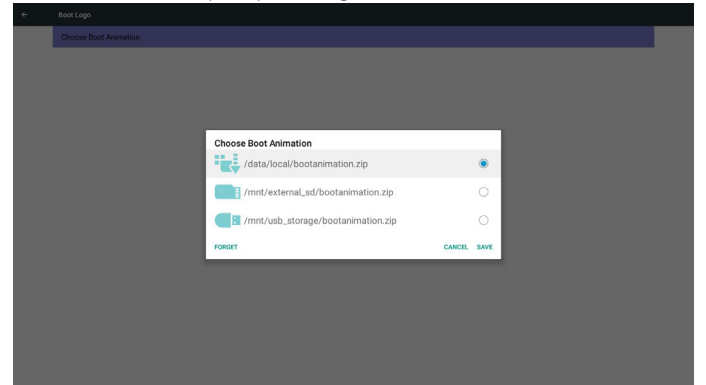 Boot Logo
Choose Boot Animation
Choose Boot Animation
/data/local/bootanimation.zip
/mnt/external_sd/bootanimation.zip
/mnt/usb_storage/bootanimation.zip
FORGET CANCEL SAVE